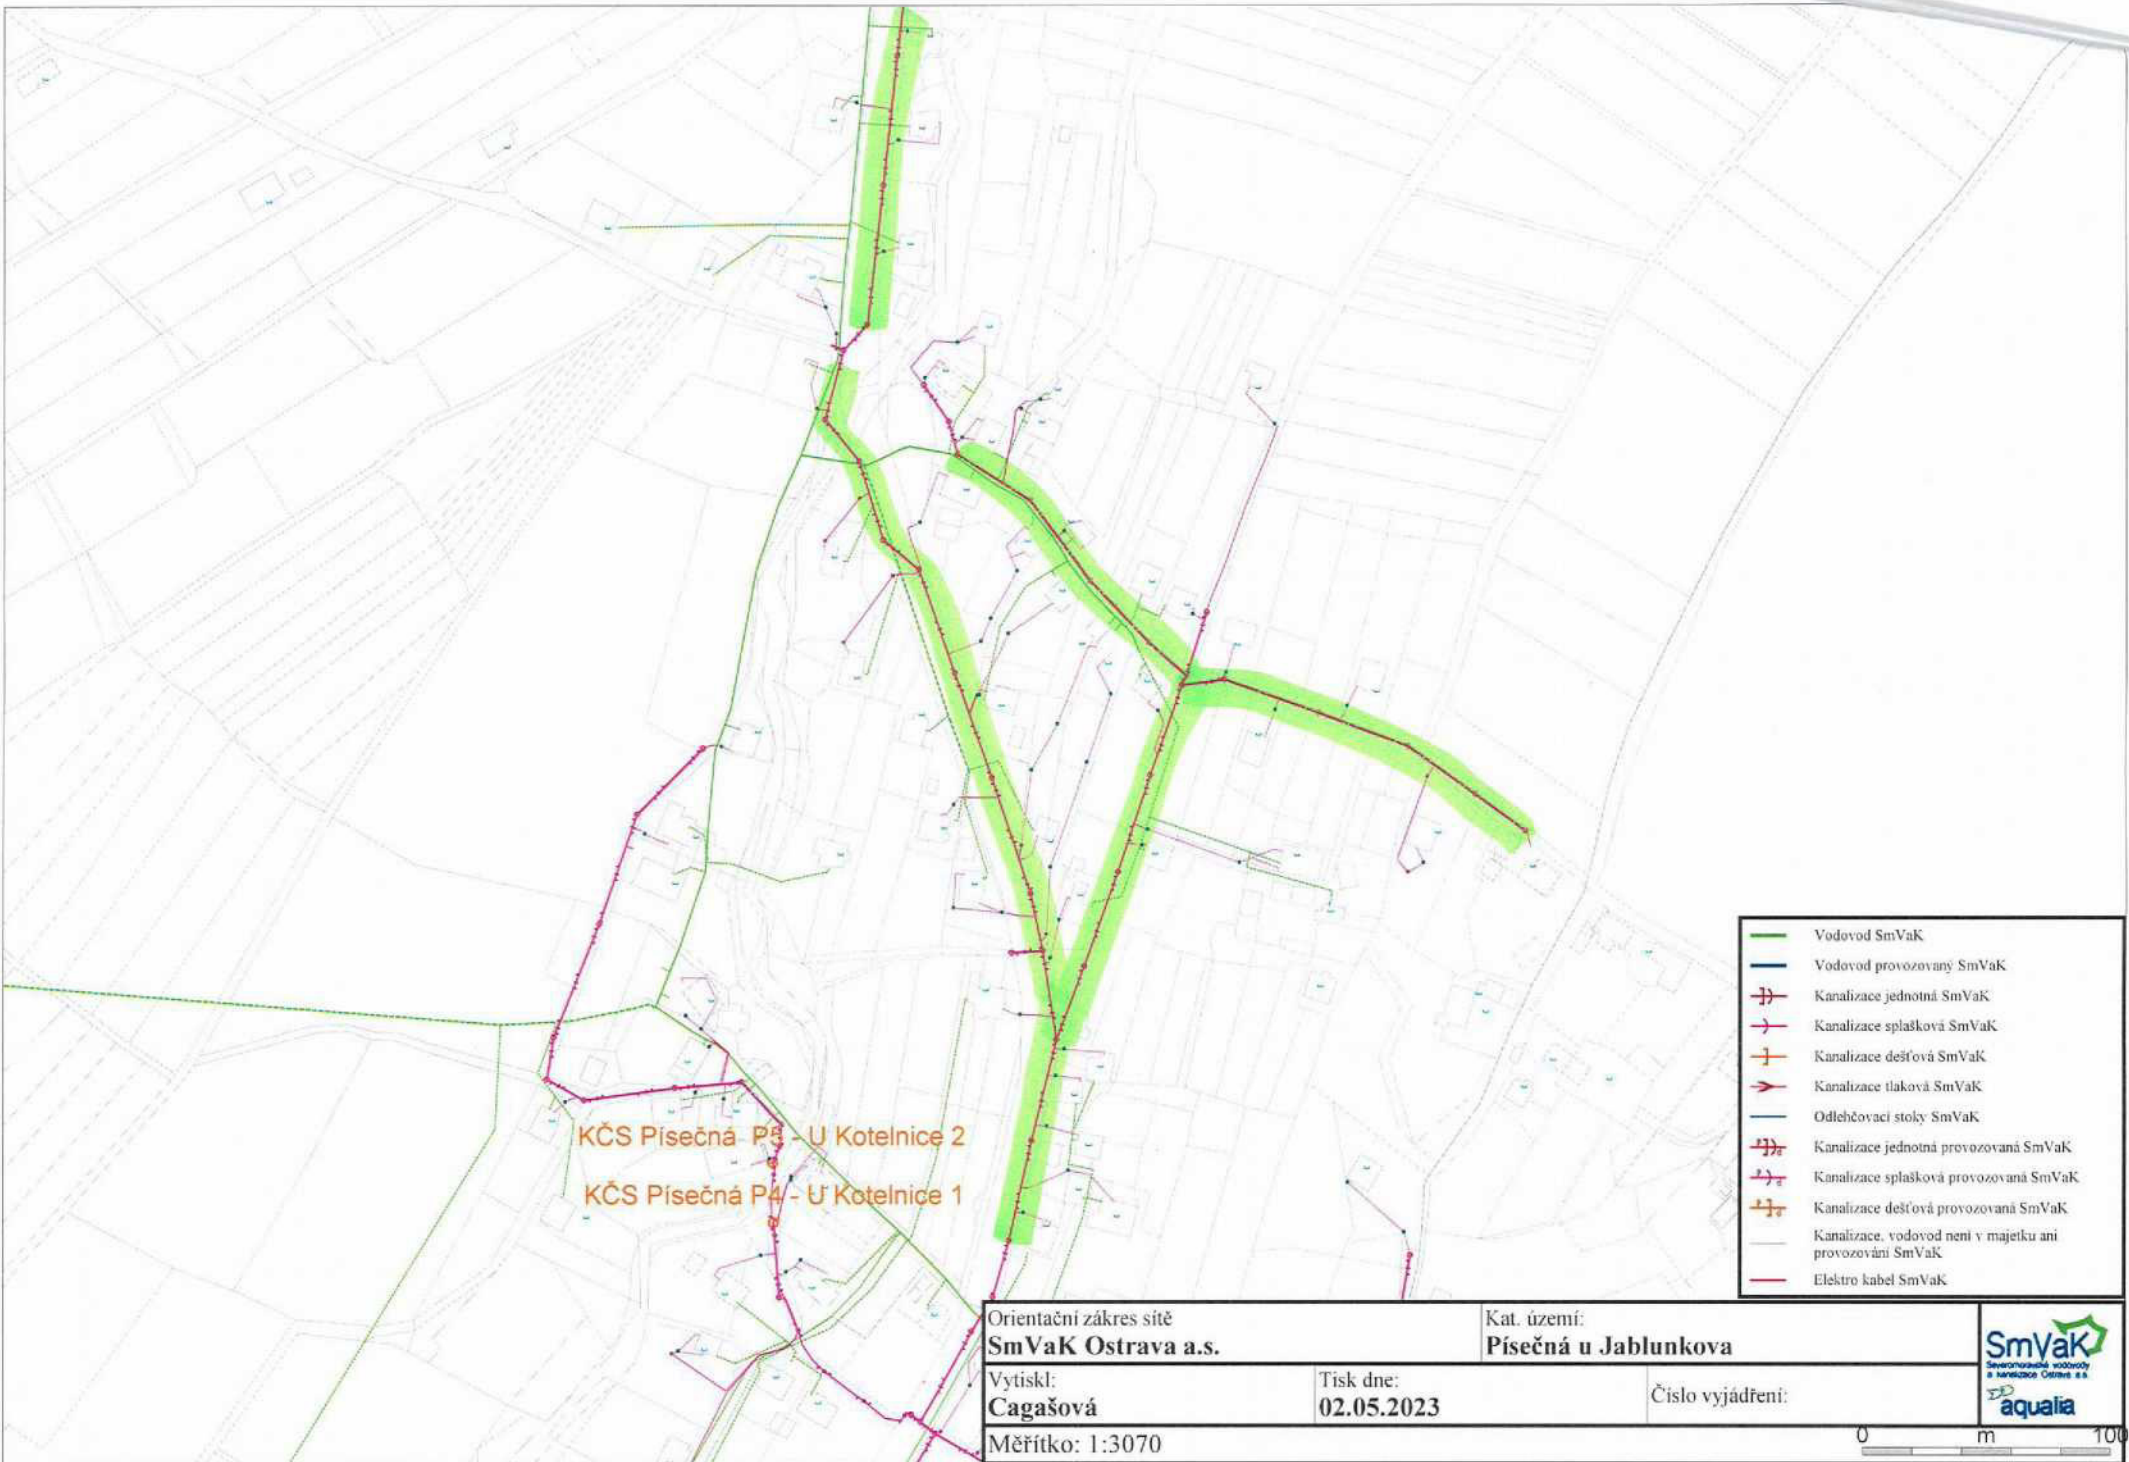 KČS Písečná P5 - U Kotelnice 2
KČS Písečná P4 - U Kotelnice 1
Vodovod SmVaK
Vodovod provozovaný SmVaK
Kanalizace jednotná SmVaK
Kanalizace splašková SmVaK
Kanalizace dešťová SmVaK
Kanalizace tlaková SmVaK
Odlehčovací stoky SmVaK
Kanalizace jednotná provozovaná SmVaK
Kanalizace splašková provozovaná SmVaK
Kanalizace dešťová provozovaná SmVaK
Kanalizace, vodovod není v majetku ani
provozování SmVaK
Elektro kabel SmVaK
Orientační zákres sítě
SmVaK Ostrava a.s.
Kat. území:
Písečná u Jablunkova
Vytiskl:
Cagašová
Tisk dne:
02.05.2023
Číslo vyjádření:
Měřítko: 1:3070
SmVaK
Severomoravské vodovody
a kanalizace Ostrava a.s.
aqualia
0 m 100